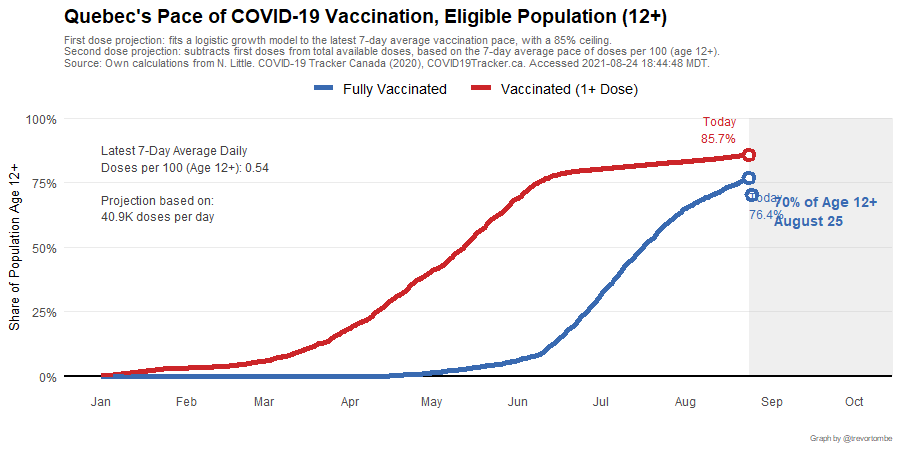 Quebec's Pace of COVID-19 Vaccination, Eligible Population (12+)
First dose projection: fits a logistic growth model to the latest 7-day average vaccination pace, with a 85% ceiling.
Second dose projection: subtracts first doses from total available doses, based on the 7-day average pace of doses per 100 (age 12+).
Source: Own calculations from N. Little. COVID-19 Tracker Canada (2020), COVID19Tracker.ca. Accessed 2021-08-24 18:44:48 MDT.
Fully Vaccinated
Vaccinated (1+ Dose)
Share of Population Age 12+
100%
75%
50%
25%
0%
Latest 7-Day Average Daily
Doses per 100 (Age 12+): 0.54
Projection based on:
40.9K doses per day
Today
85.7%
Today
76.4%
70% of Age 12+
August 25
Jan
Feb
Mar
Apr
May
Jun
Jul
Aug
Sep
Oct
Graph by @trevortombe